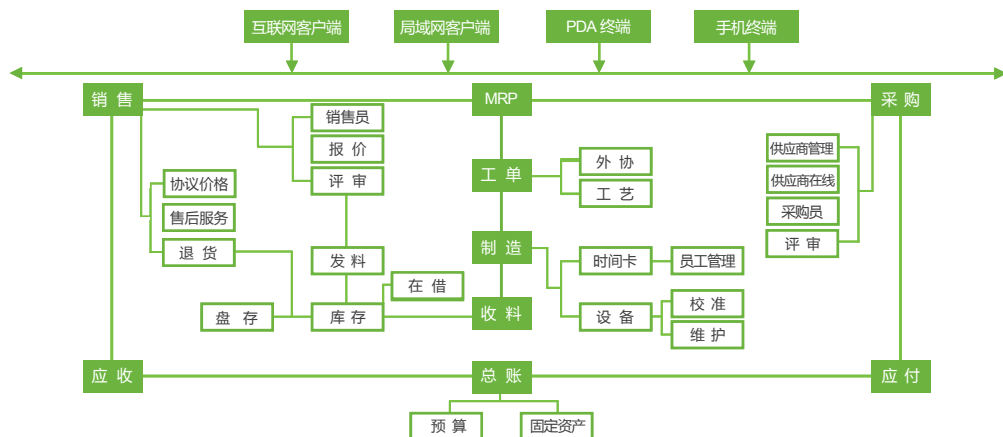 互联网客户端
局域网客户端
PDA 终端
手机终端
销 售
MRP
采 购
销售员
报 价
评 审
供应商管理
供应商在线
采购员
评 审
工 单
外 协
工 艺
协议价格
售后服务
退 货
制 造
发 料
时间卡
员工管理
在 借
盘 存
库 存
收 料
设 备
校 准
维 护
应 收
总 账
应 付
预 算
固定资产